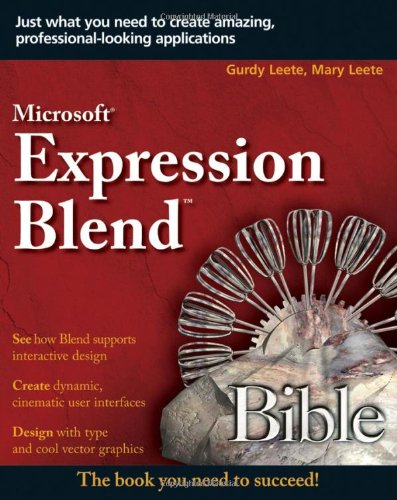 Just what you need to create amazing,
professional-looking applications
Gurdy Leete, Mary Leete
Microsoft®
Expression
Blend™
See how Blend supports
interactive design
Create dynamic,
cinematic user interfaces
Design with type
and cool vector graphics
Bible
The book you need to succeed!